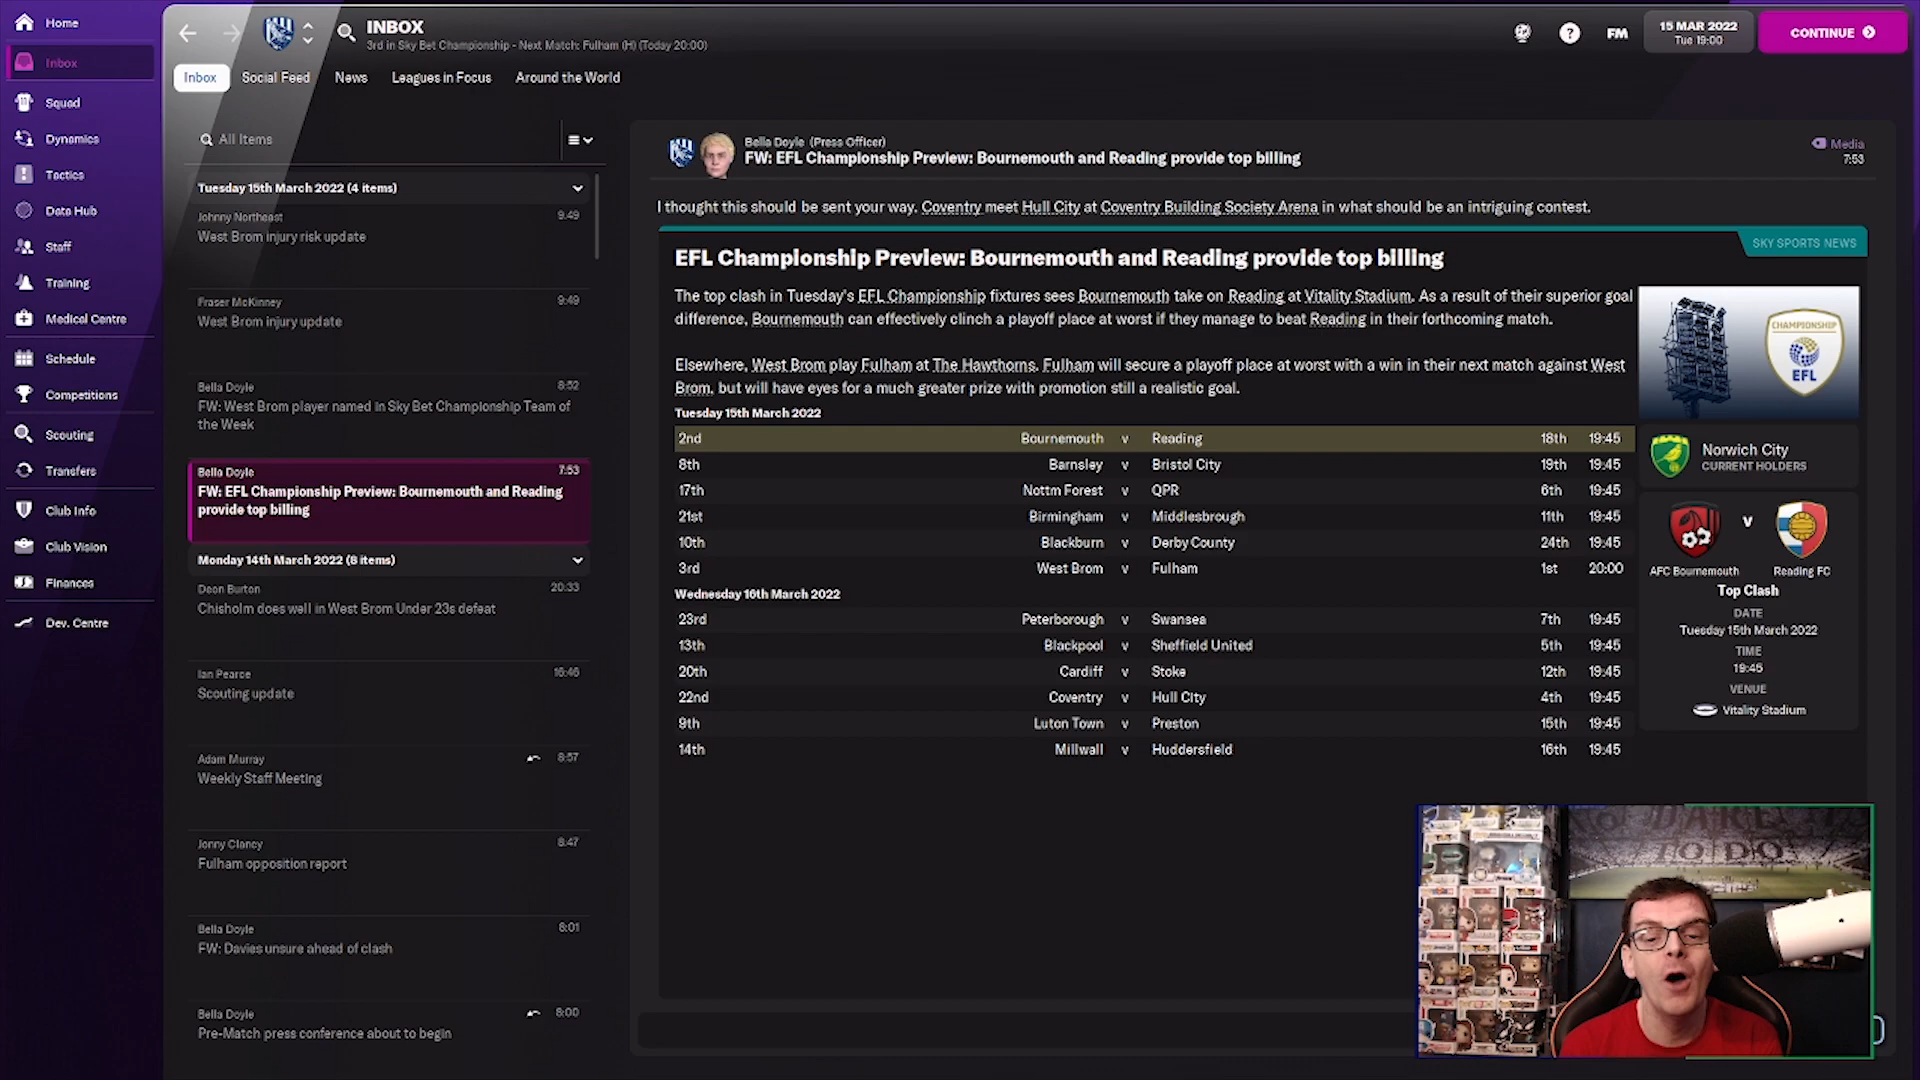 Home
Inbox
Squad
Dynamics
Tactics
Data Hub
Staff
Training
Medical Centre
Schedule
Competitions
Scouting
Transfers
Club Info
Club Vision
Finances
Dev. Centre
INBOX
3rd in Sky Bet Championship - Next Match: Fulham (H) (Today 20:00)
? FM
15 MAR 2022
Tue 19:00
CONTINUE
Inbox Social Feed News Leagues in Focus Around the World
All Items
Tuesday 15th March 2022 (4 items)
Johnny Northeast 9:49
West Brom injury risk update
Fraser McKinney 9:49
West Brom injury update
Bella Doyle 8:52
FW: West Brom player named in Sky Bet Championship Team of
the Week
Bella Doyle 7:53
FW: EFL Championship Preview: Bournemouth and Reading
provide top billing
Monday 14th March 2022 (8 items)
Deon Burton 20:33
Chisholm does well in West Brom Under 23s defeat
Ian Pearce 16:46
Scouting update
Adam Murray 8:57
Weekly Staff Meeting
Jonny Clancy 8:47
Fulham opposition report
Bella Doyle 8:01
FW: Davies unsure ahead of clash
Bella Doyle 8:00
Pre-Match press conference about to begin
Bella Doyle (Press Officer)
FW: EFL Championship Preview: Bournemouth and Reading provide top billing
Media
7:53
I thought this should be sent your way. Coventry meet Hull City at Coventry Building Society Arena in what should be an intriguing contest.
SKY SPORTS NEWS
EFL Championship Preview: Bournemouth and Reading provide top billing
The top clash in Tuesday's EFL Championship fixtures sees Bournemouth take on Reading at Vitality Stadium. As a result of their superior goal
difference, Bournemouth can effectively clinch a playoff place at worst if they manage to beat Reading in their forthcoming match.
Elsewhere, West Brom play Fulham at The Hawthorns. Fulham will secure a playoff place at worst with a win in their next match against West
Brom, but will have eyes for a much greater prize with promotion still a realistic goal.
Tuesday 15th March 2022
2nd Bournemouth v Reading 18th 19:45
8th Barnsley v Bristol City 19th 19:45
17th Nottm Forest v QPR 6th 19:45
21st Birmingham v Middlesbrough 11th 19:45
10th Blackburn v Derby County 24th 19:45
3rd West Brom v Fulham 1st 20:00
Wednesday 16th March 2022
23rd Peterborough v Swansea 7th 19:45
13th Blackpool v Sheffield United 5th 19:45
20th Cardiff v Stoke 12th 19:45
22nd Coventry v Hull City 4th 19:45
9th Luton Town v Preston 15th 19:45
14th Millwall v Huddersfield 16th 19:45
CHAMPIONSHIP
EFL
Norwich City
CURRENT HOLDERS
v
AFC Bournemouth Reading FC
Top Clash
DATE
Tuesday 15th March 2022
TIME
19:45
VENUE
Vitality Stadium
TO DARE
TO DO